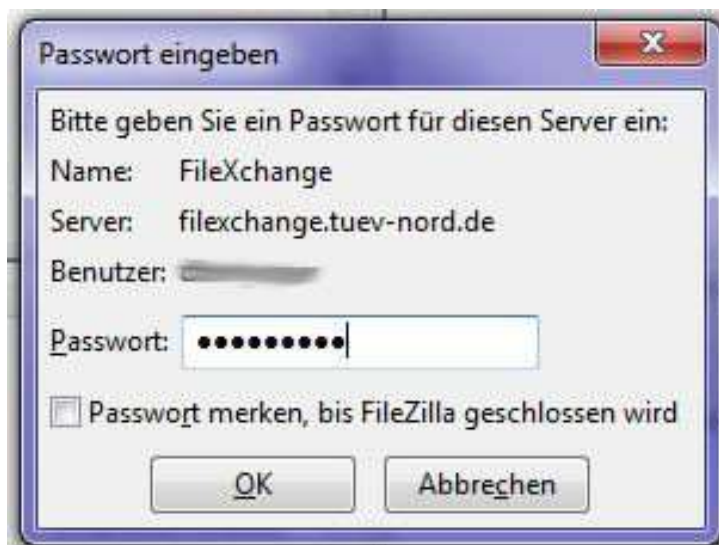 Passwort eingeben
Bitte geben Sie ein Passwort für diesen Server ein:
Name: FileXchange
Server: filexchange.tuev-nord.de
Benutzer:
Passwort: •••••••••
Passwort merken, bis FileZilla geschlossen wird
OK Abbrechen